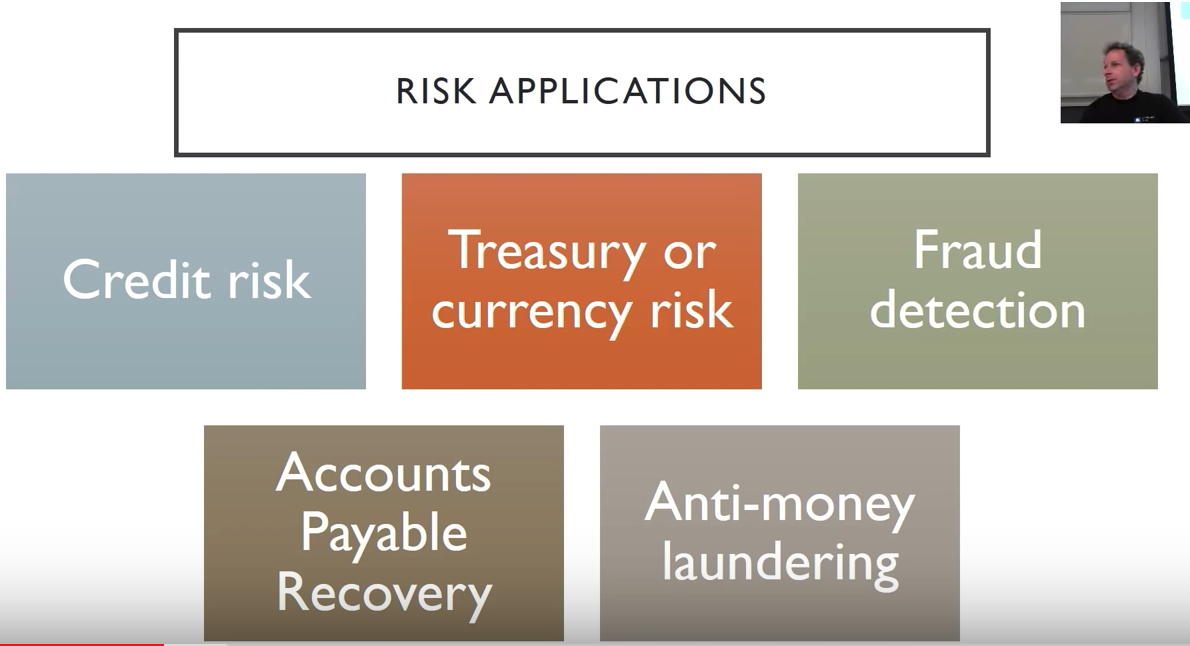 RISK APPLICATIONS
Credit risk
Treasury or
currency risk
Fraud
detection
Accounts
Payable
Recovery
Anti-money
laundering